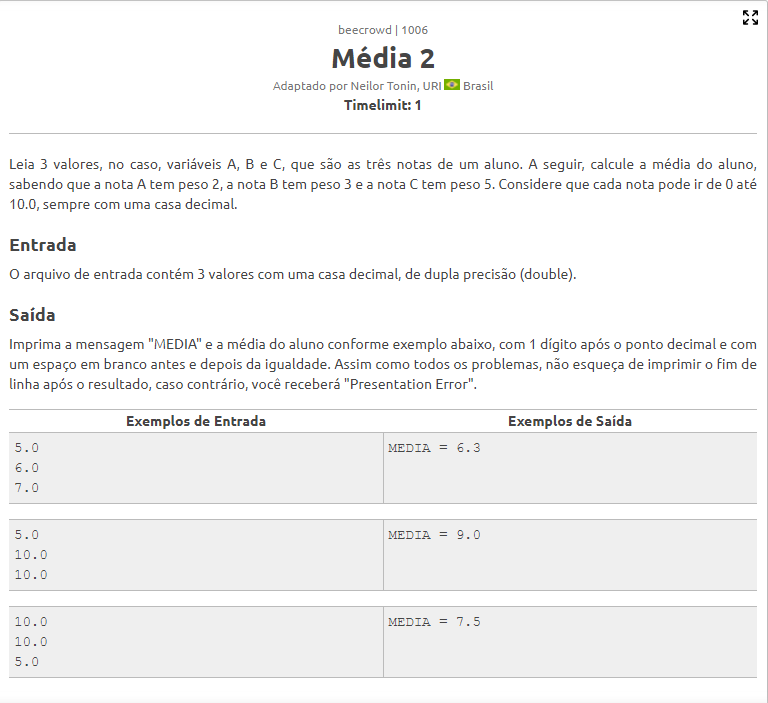 beecrowd | 1006
Média 2
Adaptado por Neilor Tonin, URI Brasil
Timelimit: 1
Leia 3 valores, no caso, variáveis A, B e C, que são as três notas de um aluno. A seguir, calcule a média do aluno,
sabendo que a nota A tem peso 2, a nota B tem peso 3 e a nota C tem peso 5. Considere que cada nota pode ir de 0 até
10.0, sempre com uma casa decimal.
Entrada
O arquivo de entrada contém 3 valores com uma casa decimal, de dupla precisão (double).
Saída
Imprima a mensagem "MEDIA" e a média do aluno conforme exemplo abaixo, com 1 dígito após o ponto decimal e com
um espaço em branco antes e depois da igualdade. Assim como todos os problemas, não esqueça de imprimir o fim de
linha após o resultado, caso contrário, você receberá "Presentation Error".
Exemplos de Entrada Exemplos de Saída
5.0 MEDIA = 6.3
6.0
7.0
5.0 MEDIA = 9.0
10.0
10.0
10.0 MEDIA = 7.5
10.0
5.0